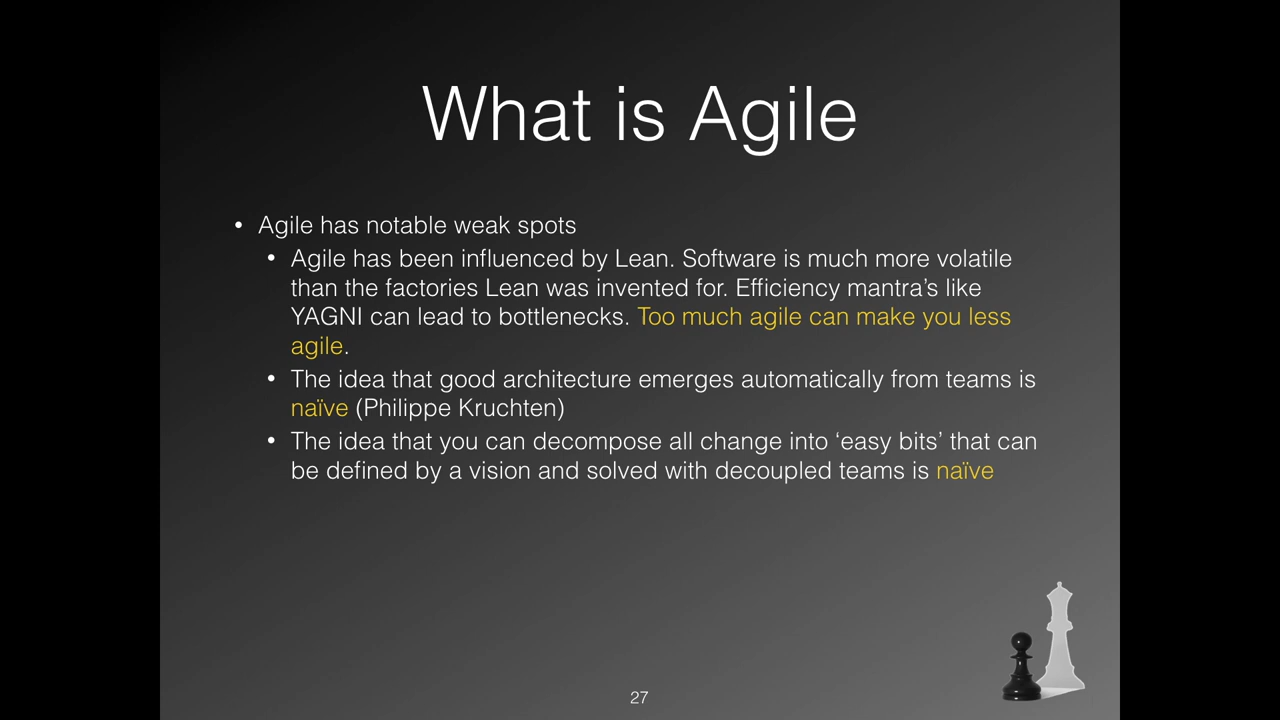 What is Agile
• Agile has notable weak spots
• Agile has been influenced by Lean. Software is much more volatile
than the factories Lean was invented for. Efficiency mantra’s like
YAGNI can lead to bottlenecks. Too much agile can make you less
agile.
• The idea that good architecture emerges automatically from teams is
naïve (Philippe Kruchten)
• The idea that you can decompose all change into ‘easy bits’ that can
be defined by a vision and solved with decoupled teams is naïve
27